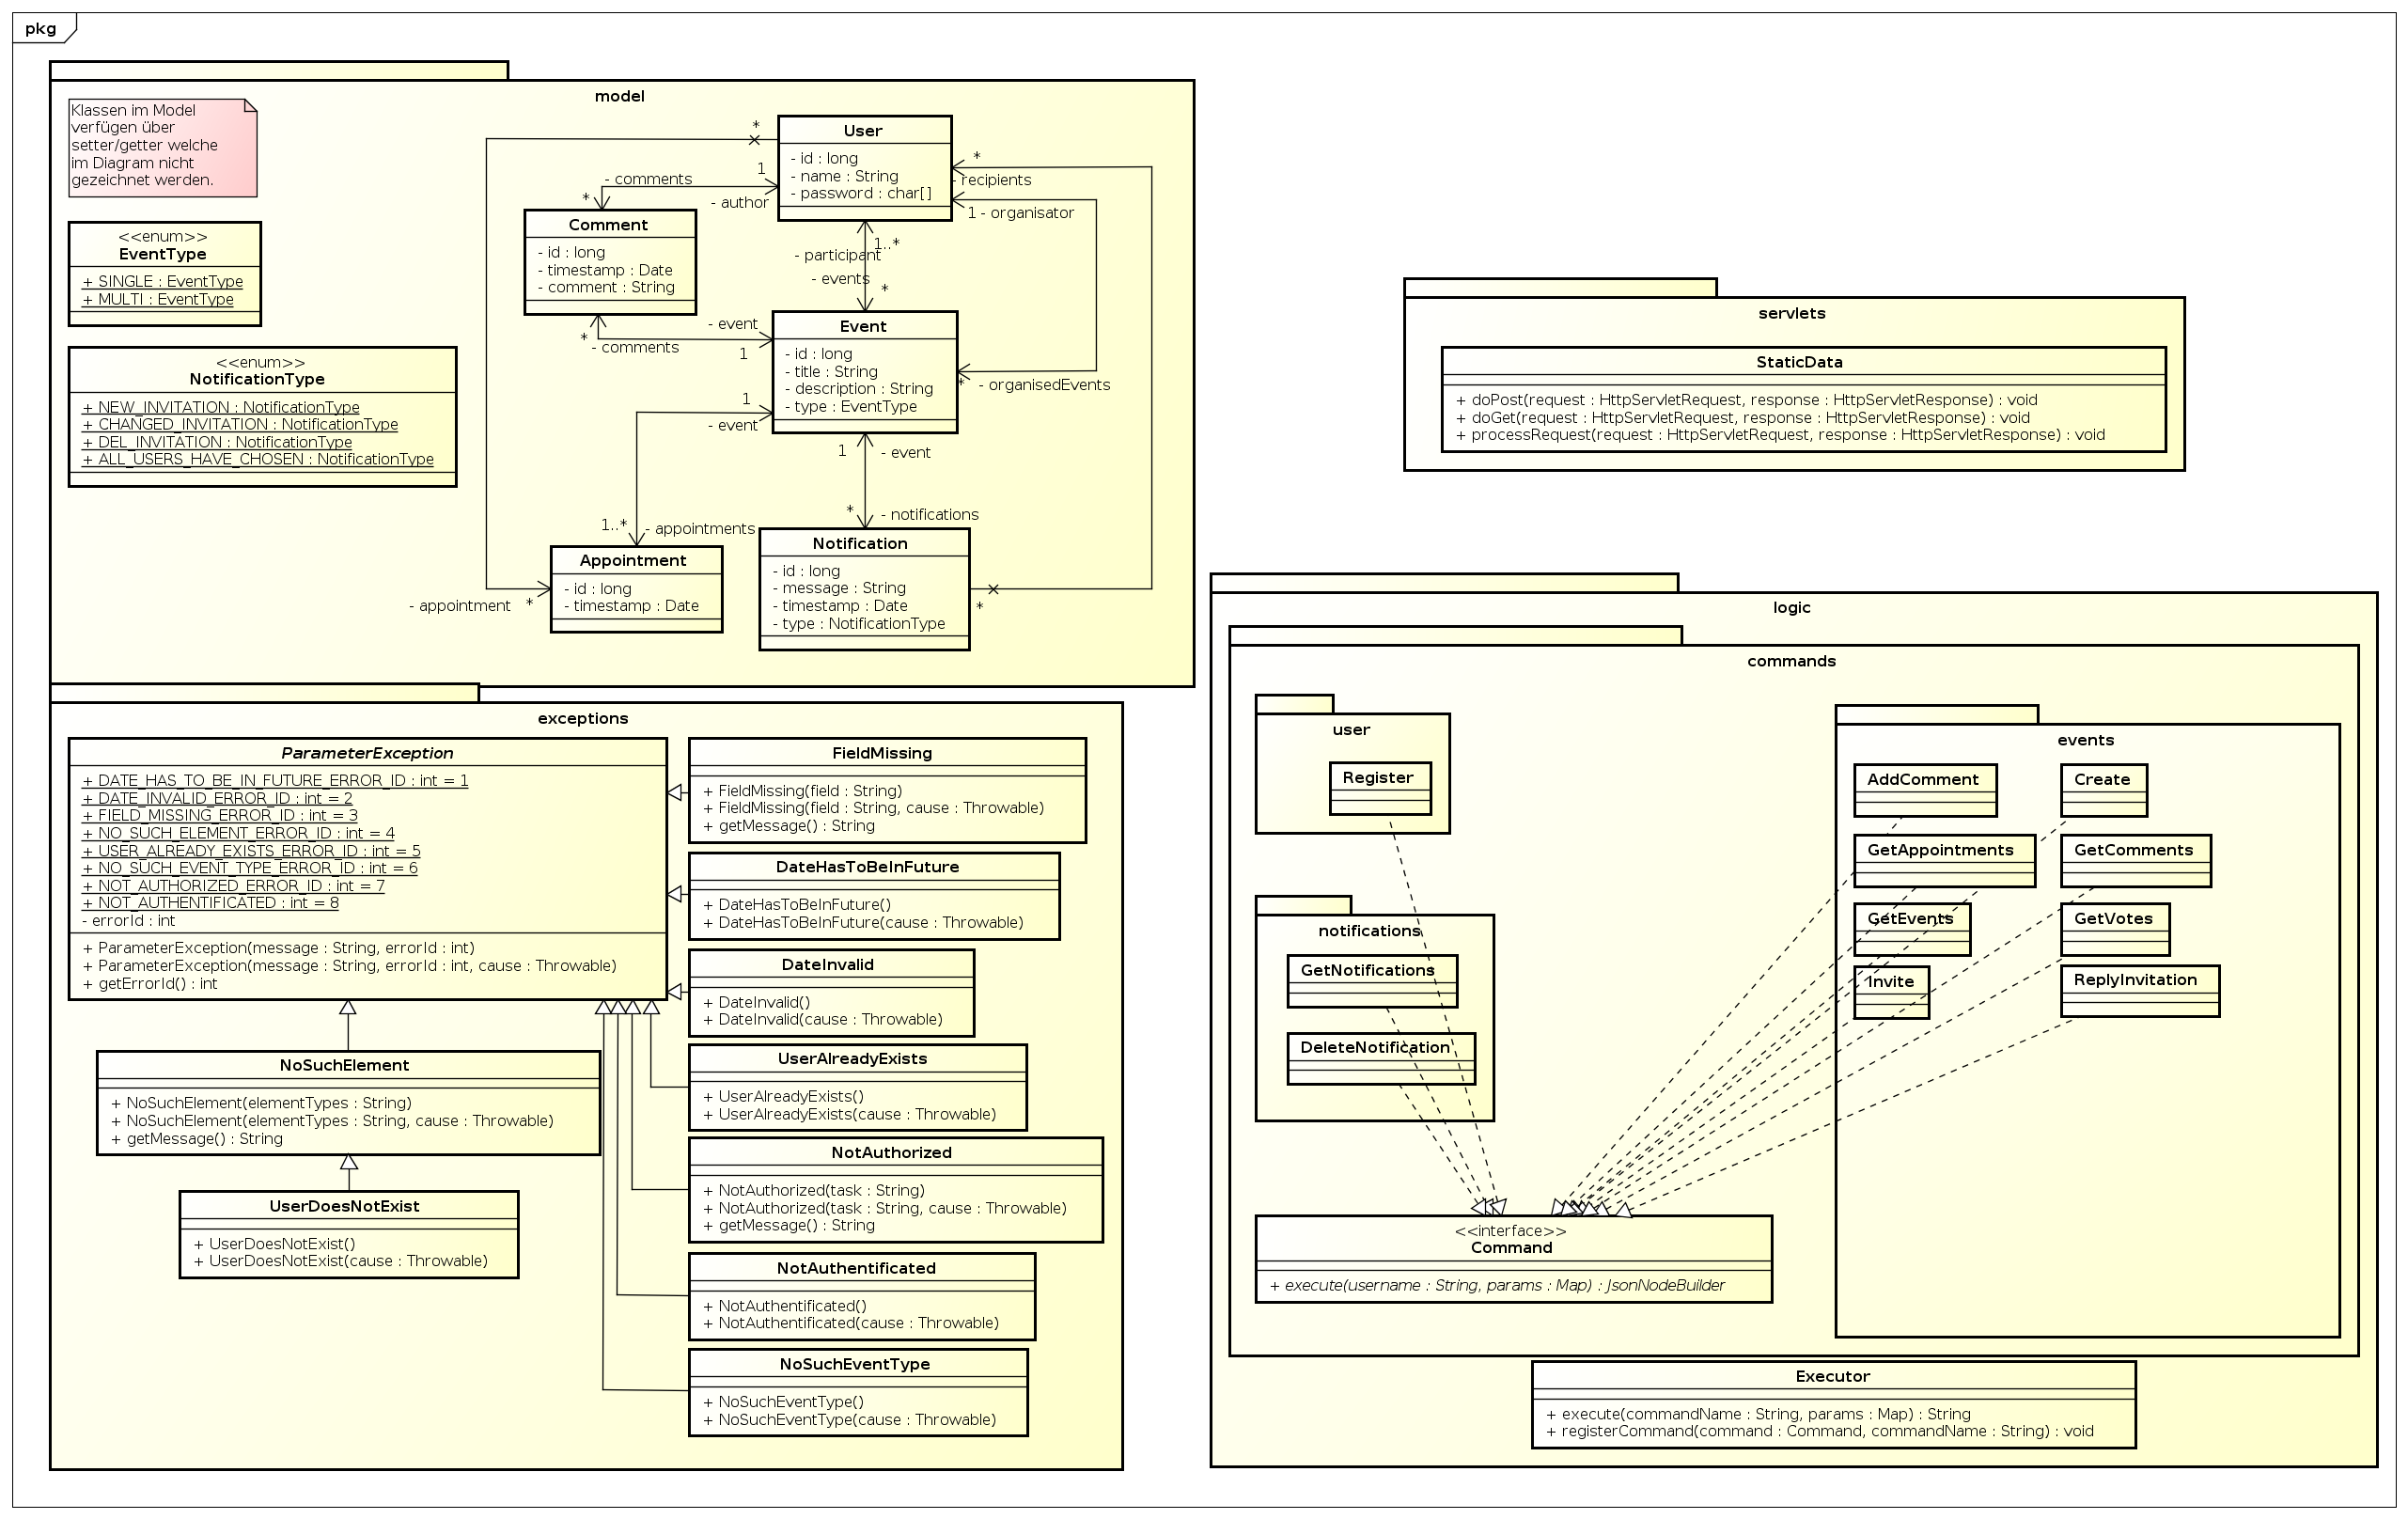 pkg
model
Klassen im Model
verfügen über
setter/getter welche
im Diagram nicht
gezeichnet werden.
<<enum>>
EventType
+ SINGLE : EventType
+ MULTI : EventType
<<enum>>
NotificationType
+ NEW_INVITATION : NotificationType
+ CHANGED_INVITATION : NotificationType
+ DEL_INVITATION : NotificationType
+ ALL_USERS_HAVE_CHOSEN : NotificationType
User
- id : long
- name : String
- password : char[]
*
1
- comments
*
- author
*
- recipients
1 - organisator
Comment
- id : long
- timestamp : Date
- comment : String
1..*
- participant
- events
*
- event
1
*
- comments
Event
- id : long
- title : String
- description : String
- type : EventType
*
- organisedEvents
1
- event
1
- event
1..*
- appointments
*
- notifications
Appointment
- id : long
- timestamp : Date
- appointment
*
Notification
- id : long
- message : String
- timestamp : Date
- type : NotificationType
*
exceptions
ParameterException
+ DATE_HAS_TO_BE_IN_FUTURE_ERROR_ID : int = 1
+ DATE_INVALID_ERROR_ID : int = 2
+ FIELD_MISSING_ERROR_ID : int = 3
+ NO_SUCH_ELEMENT_ERROR_ID : int = 4
+ USER_ALREADY_EXISTS_ERROR_ID : int = 5
+ NO_SUCH_EVENT_TYPE_ERROR_ID : int = 6
+ NOT_AUTHORIZED_ERROR_ID : int = 7
+ NOT_AUTHENTIFICATED : int = 8
- errorId : int
+ ParameterException(message : String, errorId : int)
+ ParameterException(message : String, errorId : int, cause : Throwable)
+ getErrorId() : int
NoSuchElement
+ NoSuchElement(elementTypes : String)
+ NoSuchElement(elementTypes : String, cause : Throwable)
+ getMessage() : String
UserDoesNotExist
+ UserDoesNotExist()
+ UserDoesNotExist(cause : Throwable)
FieldMissing
+ FieldMissing(field : String)
+ FieldMissing(field : String, cause : Throwable)
+ getMessage() : String
DateHasToBeInFuture
+ DateHasToBeInFuture()
+ DateHasToBeInFuture(cause : Throwable)
DateInvalid
+ DateInvalid()
+ DateInvalid(cause : Throwable)
UserAlreadyExists
+ UserAlreadyExists()
+ UserAlreadyExists(cause : Throwable)
NotAuthorized
+ NotAuthorized(task : String)
+ NotAuthorized(task : String, cause : Throwable)
+ getMessage() : String
NotAuthentificated
+ NotAuthentificated()
+ NotAuthentificated(cause : Throwable)
NoSuchEventType
+ NoSuchEventType()
+ NoSuchEventType(cause : Throwable)
servlets
StaticData
+ doPost(request : HttpServletRequest, response : HttpServletResponse) : void
+ doGet(request : HttpServletRequest, response : HttpServletResponse) : void
+ processRequest(request : HttpServletRequest, response : HttpServletResponse) : void
logic
commands
user
Register
notifications
GetNotifications
DeleteNotification
events
AddComment
Create
GetAppointments
GetComments
GetEvents
GetVotes
Invite
ReplyInvitation
<<interface>>
Command
+ execute(username : String, params : Map) : JsonNodeBuilder
Executor
+ execute(commandName : String, params : Map) : String
+ registerCommand(command : Command, commandName : String) : void